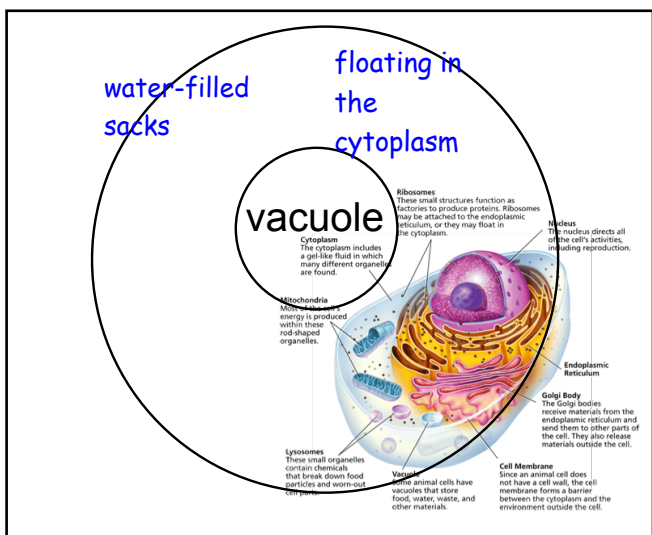 water-filled
sacks
floating in
the
cytoplasm
vacuole
Ribosomes
These small structures function as
factories to produce proteins. Ribosomes
may be attached to the endoplasmic
reticulum, or they may float in
the cytoplasm.
Nucleus
The nucleus directs all
of the cell's activities,
including reproduction.
Cytoplasm
The cytoplasm includes
a gel-like fluid in which
many different organelles
are found.
Mitochondria
Most of the cell's
energy is produced
within these
rod-shaped
organelles.
Endoplasmic
Reticulum
Golgi Body
The Golgi bodies
receive materials from the
endoplasmic reticulum and
send them to other parts of
the cell. They also release
materials outside the cell.
Lysosomes
These small organelles
contain chemicals
that break down food
particles and worn-out
cell parts.
Vacuole
Some animal cells have
vacuoles that store
food, water, waste, and
other materials.
Cell Membrane
Since an animal cell does
not have a cell wall, the cell
membrane forms a barrier
between the cytoplasm and the
environment outside the cell.